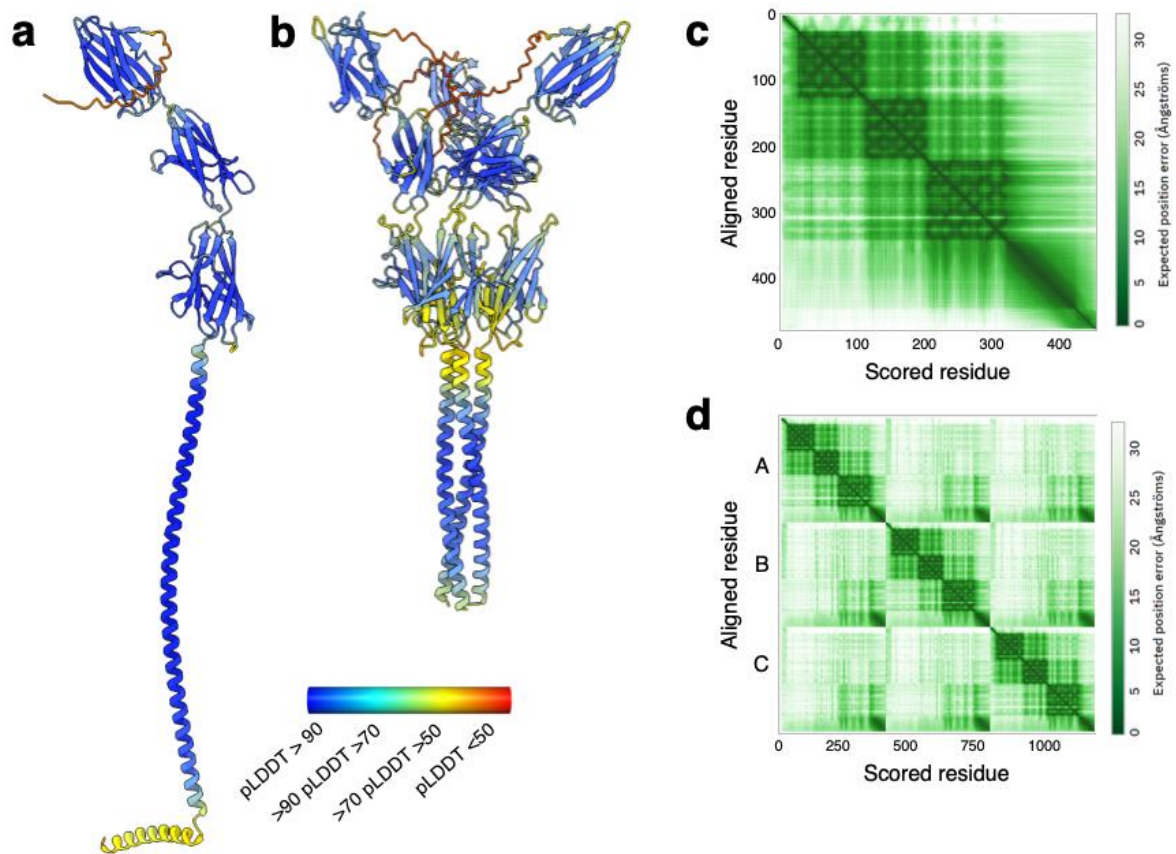 a
b
c
d
pLDDT > 90
>90 pLDDT >70
>70 pLDDT >50
pLDDT <50
0
100
200
300
400
Aligned residue
0
100
200
300
400
Scored residue
30
25
20
15
10
5
0
Expected position error (Ångströms)
A
B
C
Aligned residue
0
250
500
750
1000
Scored residue
30
25
20
15
10
5
0
Expected position error (Ångströms)